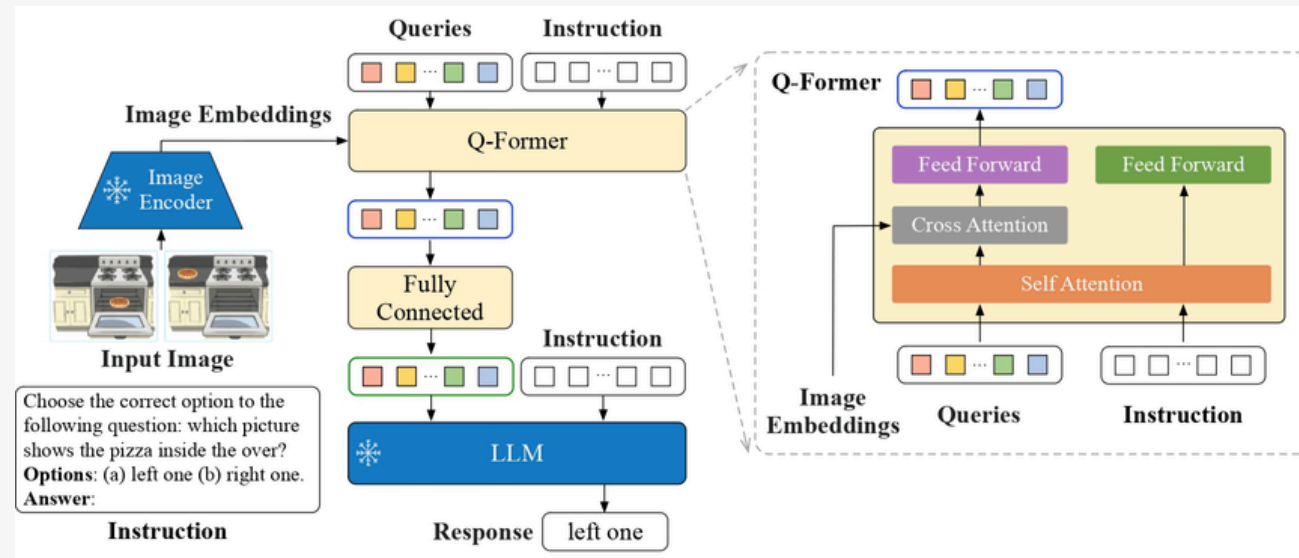 Queries
Instruction
···
···
Image Embeddings
Q-Former
Image
Encoder
···
Fully
Connected
Input Image
Instruction
···
···
Choose the correct option to the
following question: which picture
shows the pizza inside the over?
Options: (a) left one (b) right one.
Answer:
Instruction
LLM
Response
left one
Q-Former
···
Feed Forward
Feed Forward
Cross Attention
Self Attention
···
···
Image
Embeddings
Queries
Instruction